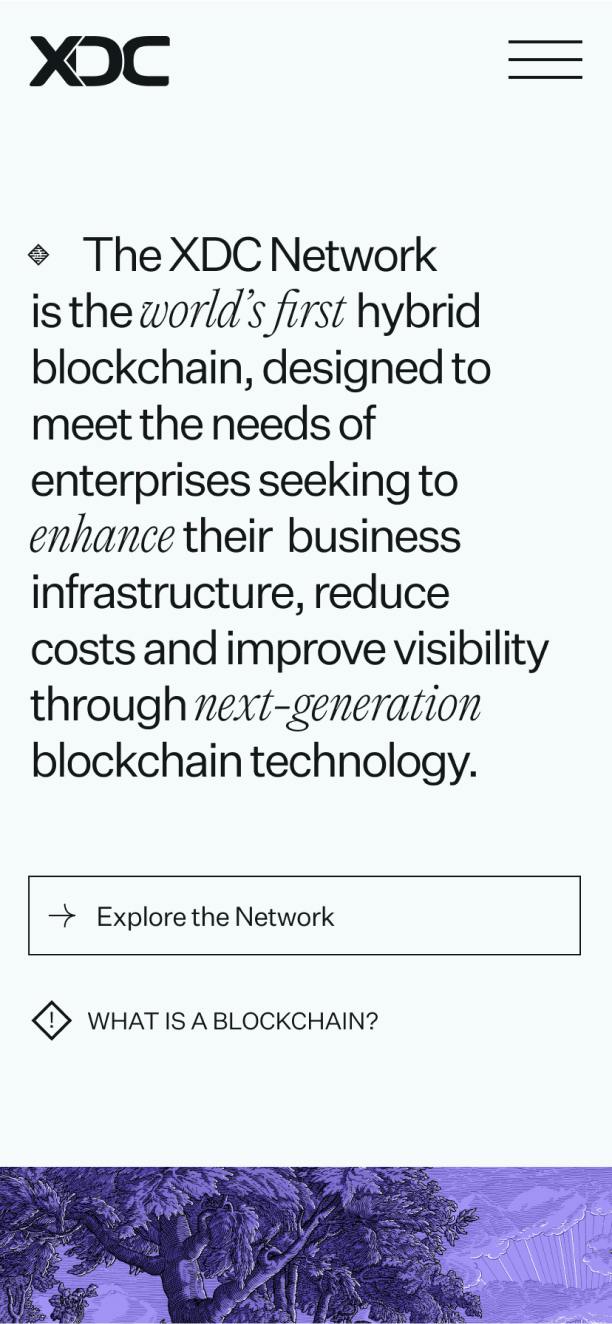 XDC
The XDC Network
is the world's first hybrid
blockchain, designed to
meet the needs of
enterprises seeking to
enhance their business
infrastructure, reduce
costs and improve visibility
through next-generation
blockchain technology.
Explore the Network
WHAT IS A BLOCKCHAIN?